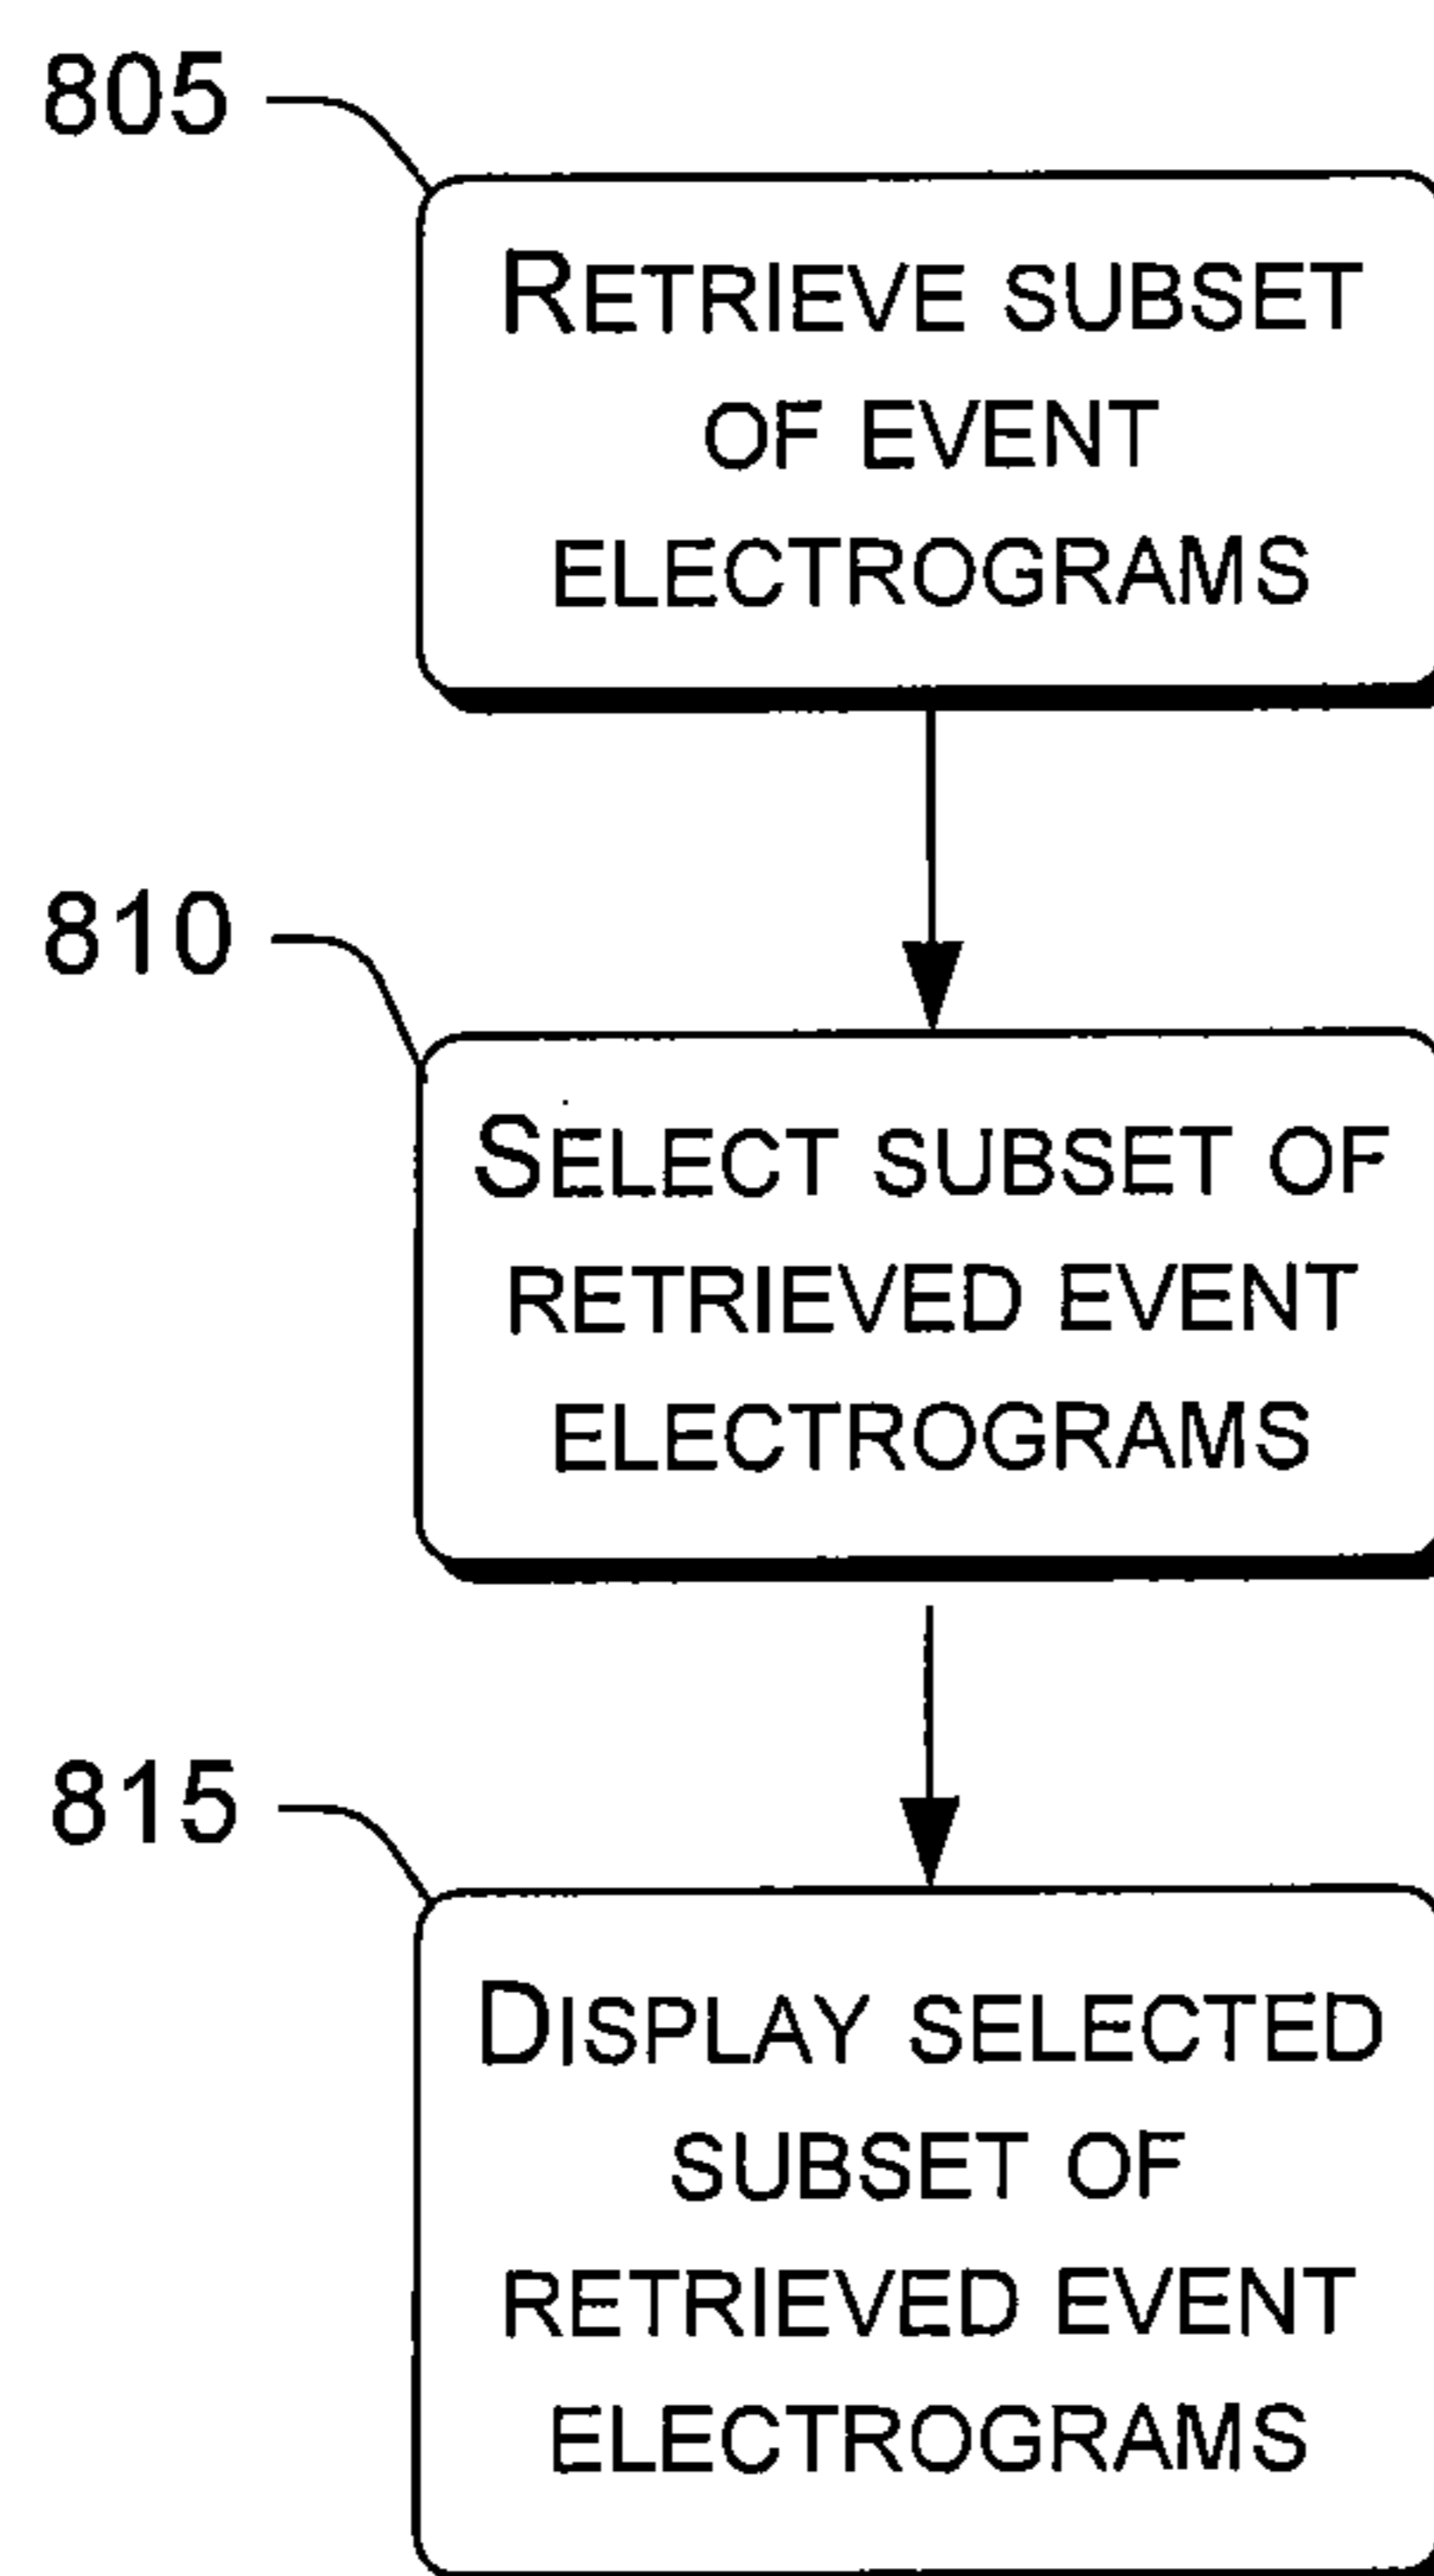 805
RETRIEVE SUBSET
OF EVENT
ELECTROGRAMS
810
SELECT SUBSET OF
RETRIEVED EVENT
ELECTROGRAMS
815
DISPLAY SELECTED
SUBSET OF
RETRIEVED EVENT
ELECTROGRAMS